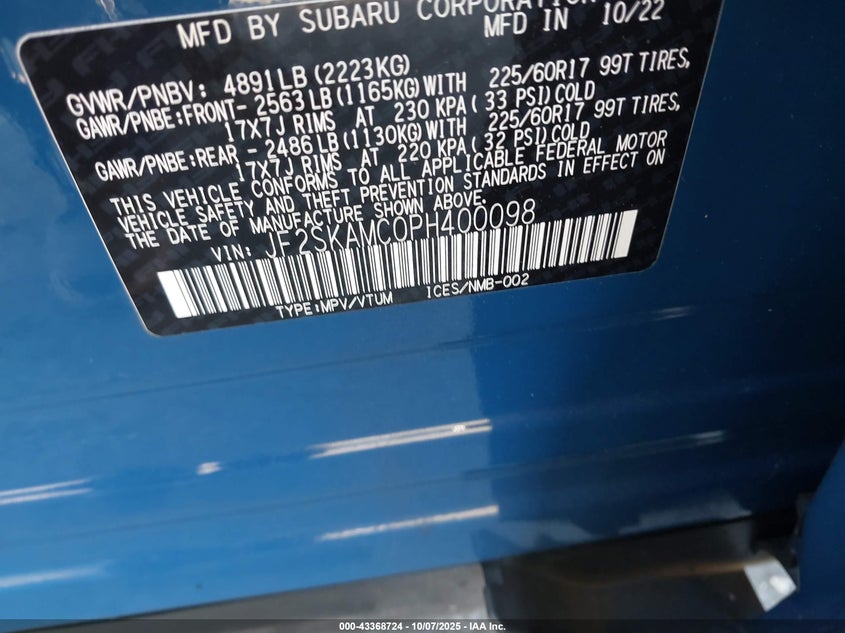 MFD BY SUBARU CORPORATION
MFD IN 10/22
GVWR/PNBV: 4891LB(2223KG)
GAWR/PNBE:FRONT- 2563LB(1165KG)WITH 225/60R17 99T TIRES,
17X7J RIMS AT 230 KPA( 33 PSI)COLD
GAWR/PNBE:REAR - 2486LB(1130KG)WITH 225/60R17 99T TIRES,
17X7J RIMS AT 220 KPA( 32 PSI)COLD
THIS VEHICLE CONFORMS TO ALL APPLICABLE FEDERAL MOTOR
VEHICLE SAFETY AND THEFT PREVENTION STANDARDS IN EFFECT ON
THE DATE OF MANUFACTURE SHOWN ABOVE.
VIN: JF2SKAMC0PH400098
TYPE:MPV/VTUM ICES/NMB-002
000-43368724 - 10/07/2025 - IAA Inc.